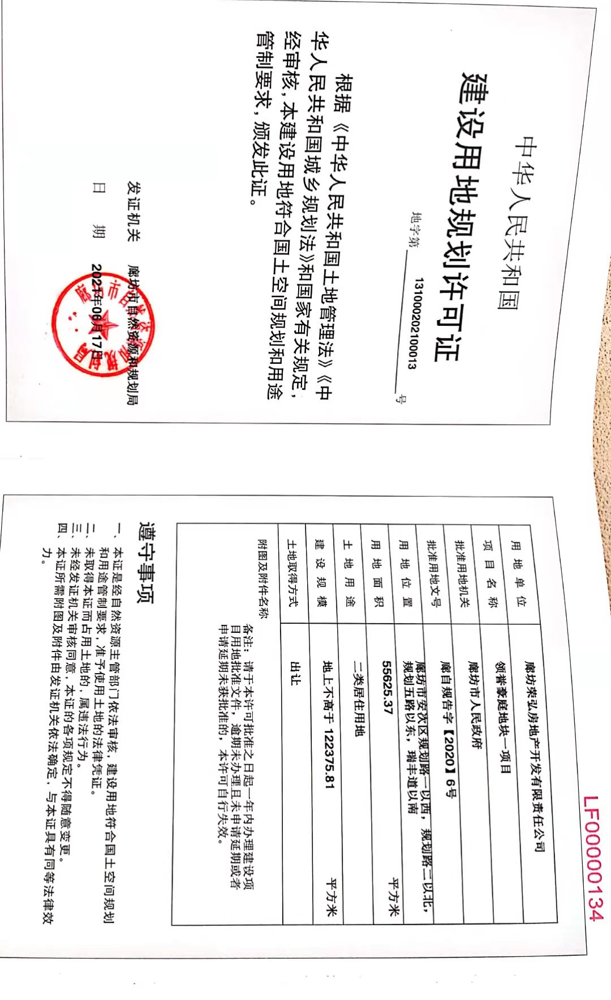 中华人民共和国
建设用地规划许可证
地字第 131000202100013 号
根据《中华人民共和国土地管理法》《中
华人民共和国城乡规划法》和国家有关规定，
经审核，本建设用地符合国土空间规划和用途
管制要求，颁发此证。
发证机关 廊坊市自然资源和规划局
日 期 2021年06月17日
廊坊市自然资源和规划局
LF00000134
用地单位 廊坊荣弘房地产开发有限责任公司
项目名称 领誉豪庭地块一项目
批准用地机关 廊坊市人民政府
批准用地文号 廊自规告字【2020】6号
用地位置 廊坊市安次区规划路一以西，规划路二以北，
规划五路以东，瑞丰道以南
用地面积 55625.37 平方米
土地用途 二类居住用地
建设规模 地上不高于 122375.81 平方米
土地取得方式 出让
附图及附件名称
备注：请于本许可批准之日起一年内办理建设项
目用地批准文件，逾期未办理且未申请延期或者
申请延期未获批准的，本许可自行失效。
遵守事项
一、本证是经自然资源主管部门依法审核，建设用地符合国土空间规划
和用途管制要求，准予使用土地的法律凭证。
二、未取得本证而占用土地的，属违法行为。
三、未经发证机关审核同意，本证的各项规定不得随意变更。
四、本证所需附图及附件由发证机关依法确定，与本证具有同等法律效
力。